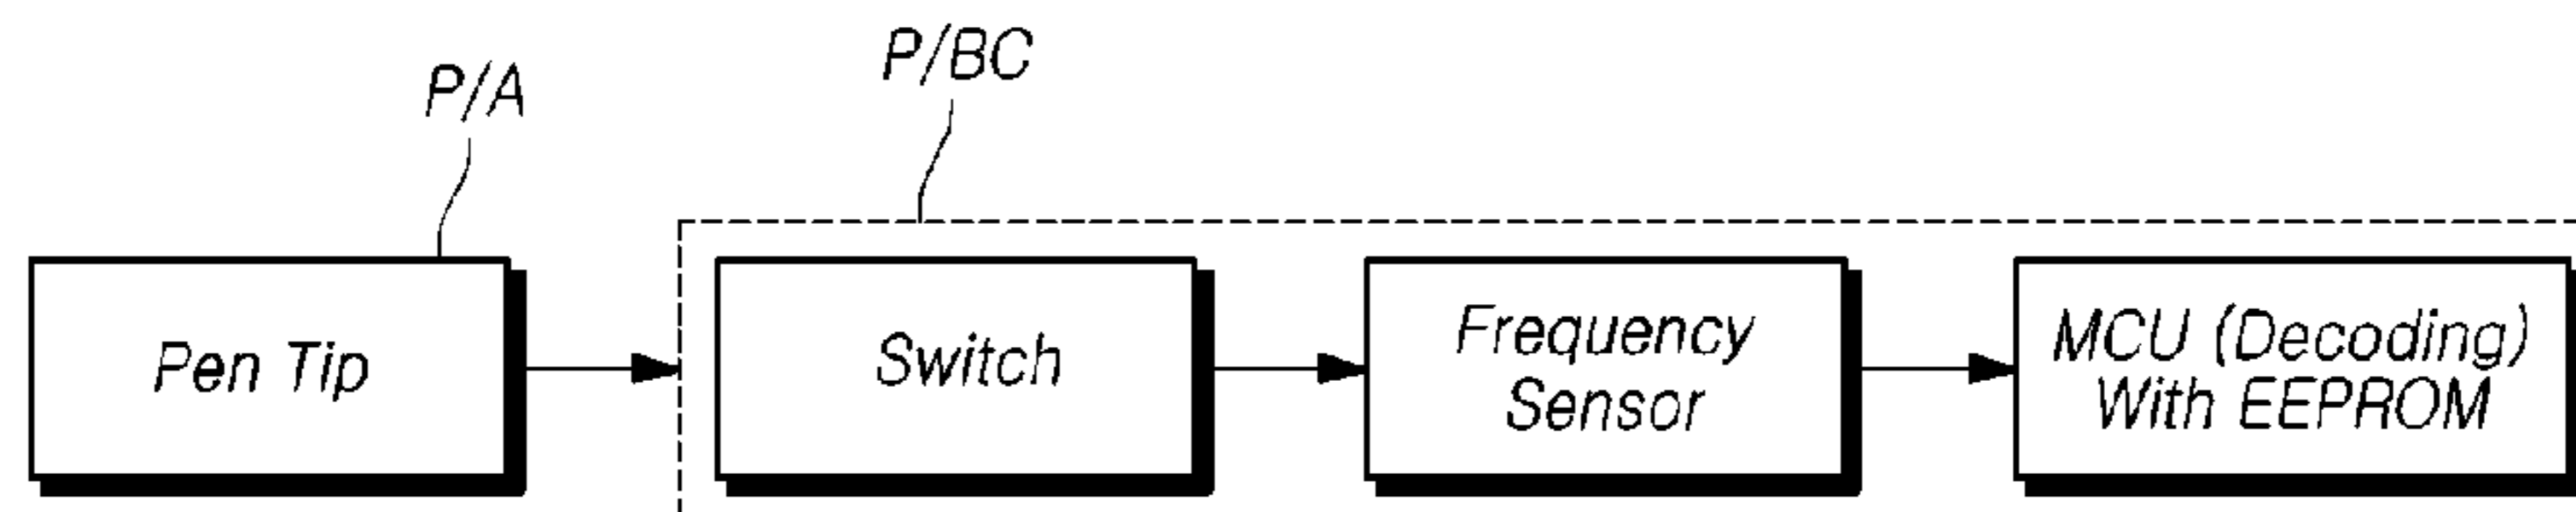 P/A
P/BC
Pen Tip
Switch
Frequency
Sensor
MCU (Decoding)
With EEPROM